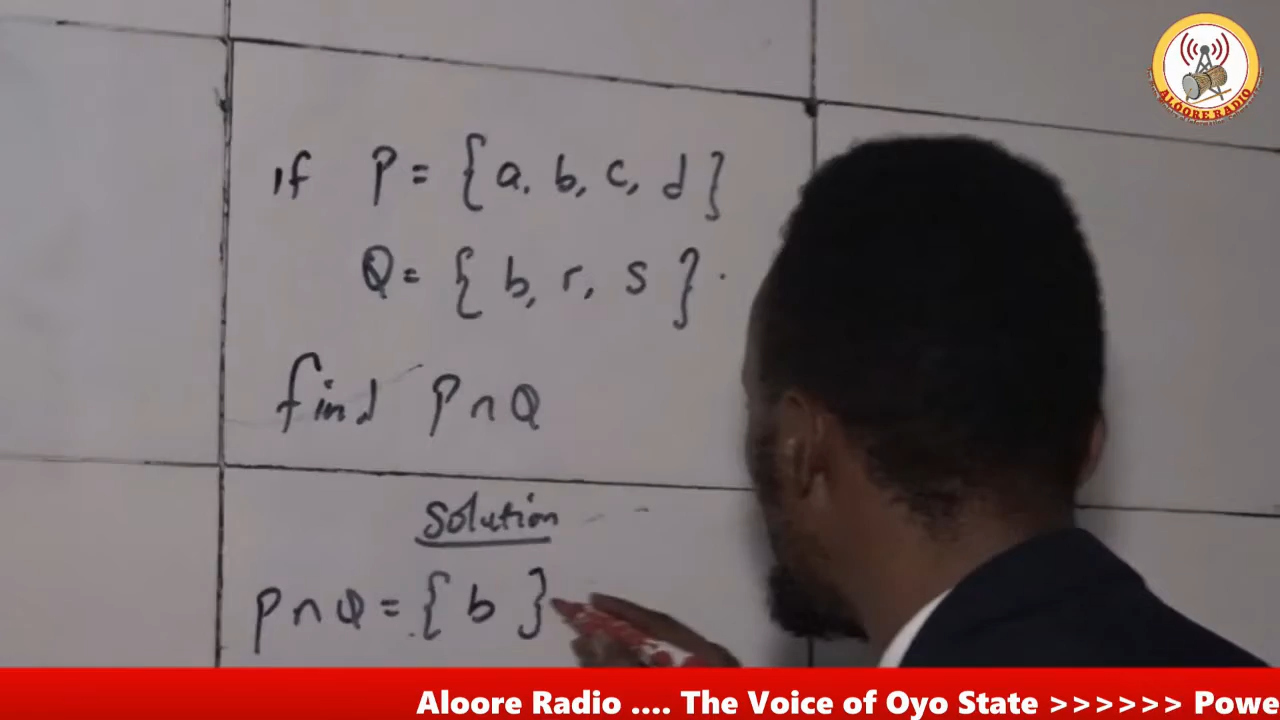 ALOORE RADIO
if P = { a, b, c, d }
Q = { b, r, s } .
find P ∩ Q
Solution
P ∩ Q = { b }
Aloore Radio .... The Voice of Oyo State >>>>>> Powe